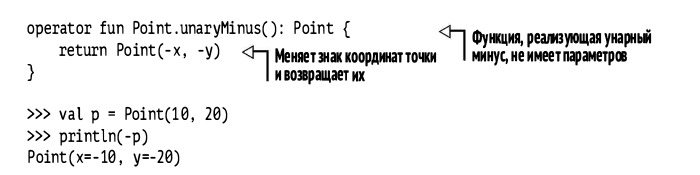 operator fun Point.unaryMinus(): Point {
Функция, реализующая унарный
минус, не имеет параметров
return Point(-x, -y)
Меняет знак координат точки
и возвращает их
}
>>> val p = Point(10, 20)
>>> println(-p)
Point(x=-10, y=-20)